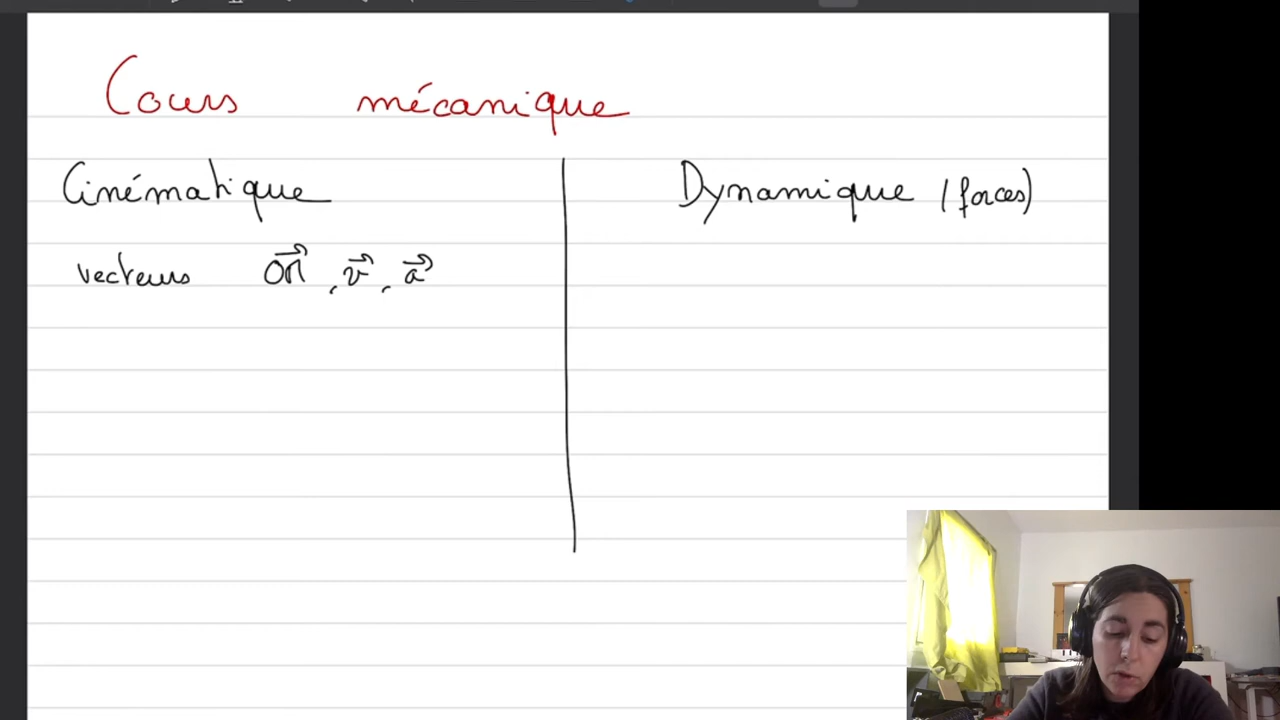 Cours mécanique
Cinématique
vecteurs OM⃗, v⃗, a⃗
Dynamique (forces)